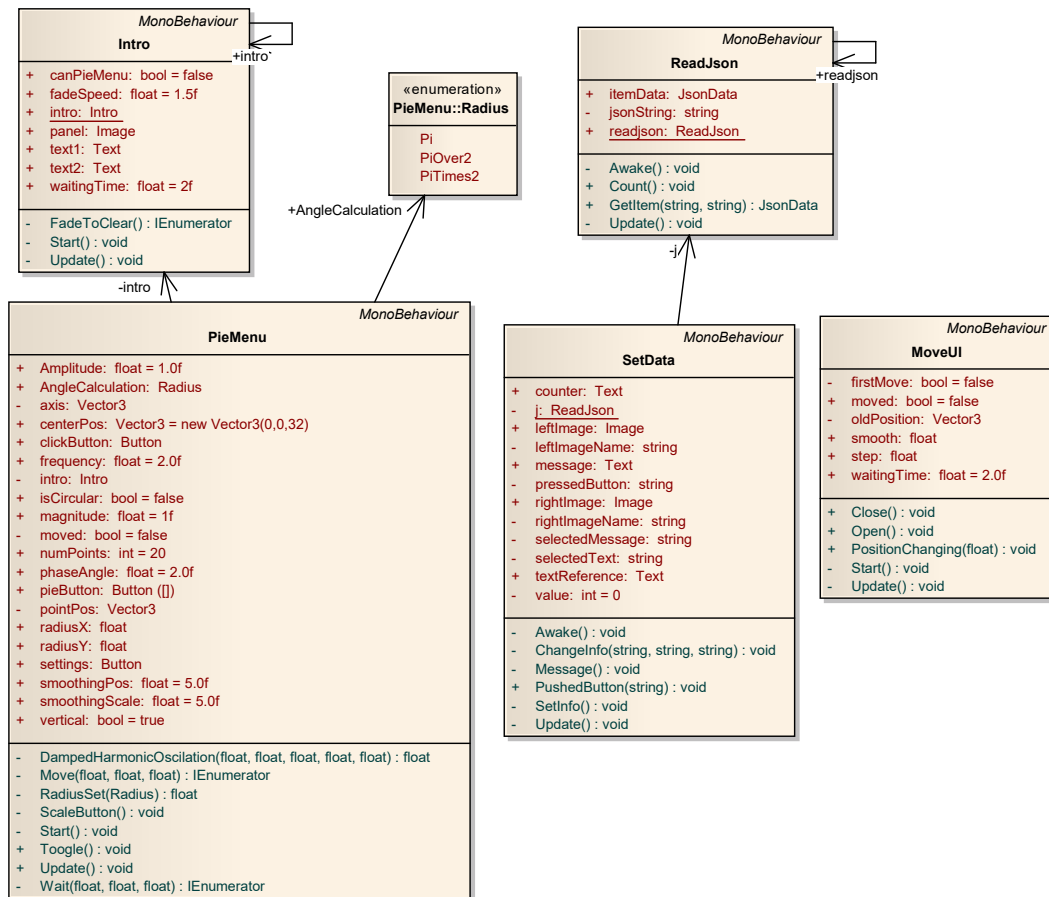 MonoBehaviour
Intro
+ canPieMenu: bool = false
+ fadeSpeed: float = 1.5f
+ intro: Intro
+ panel: Image
+ text1: Text
+ text2: Text
+ waitingTime: float = 2f
- FadeToClear() : IEnumerator
- Start() : void
- Update() : void
+intro
-intro
«enumeration»
PieMenu::Radius
Pi
PiOver2
PiTimes2
+AngleCalculation
MonoBehaviour
ReadJson
+ itemData: JsonData
- jsonString: string
+ readjson: ReadJson
- Awake() : void
+ Count() : void
+ GetItem(string, string) : JsonData
- Update() : void
+readjson
-j
MonoBehaviour
PieMenu
+ Amplitude: float = 1.0f
+ AngleCalculation: Radius
- axis: Vector3
+ centerPos: Vector3 = new Vector3(0,0,32)
+ clickButton: Button
+ frequency: float = 2.0f
- intro: Intro
+ isCircular: bool = false
+ magnitude: float = 1f
- moved: bool = false
+ numPoints: int = 20
+ phaseAngle: float = 2.0f
+ pieButton: Button ([])
- pointPos: Vector3
+ radiusX: float
+ radiusY: float
+ settings: Button
+ smoothingPos: float = 5.0f
+ smoothingScale: float = 5.0f
+ vertical: bool = true
- DampedHarmonicOscilation(float, float, float, float, float) : float
- Move(float, float, float) : IEnumerator
- RadiusSet(Radius) : float
- ScaleButton() : void
- Start() : void
+ Toogle() : void
+ Update() : void
- Wait(float, float, float) : IEnumerator
MonoBehaviour
SetData
+ counter: Text
- j: ReadJson
+ leftImage: Image
- leftImageName: string
+ message: Text
- pressedButton: string
+ rightImage: Image
- rightImageName: string
- selectedMessage: string
- selectedText: string
+ textReference: Text
- value: int = 0
- Awake() : void
- ChangeInfo(string, string, string) : void
- Message() : void
+ PushedButton(string) : void
- SetInfo() : void
- Update() : void
MonoBehaviour
MoveUI
- firstMove: bool = false
+ moved: bool = false
- oldPosition: Vector3
+ smooth: float
+ step: float
+ waitingTime: float = 2.0f
+ Close() : void
+ Open() : void
+ PositionChanging(float) : void
- Start() : void
- Update() : void